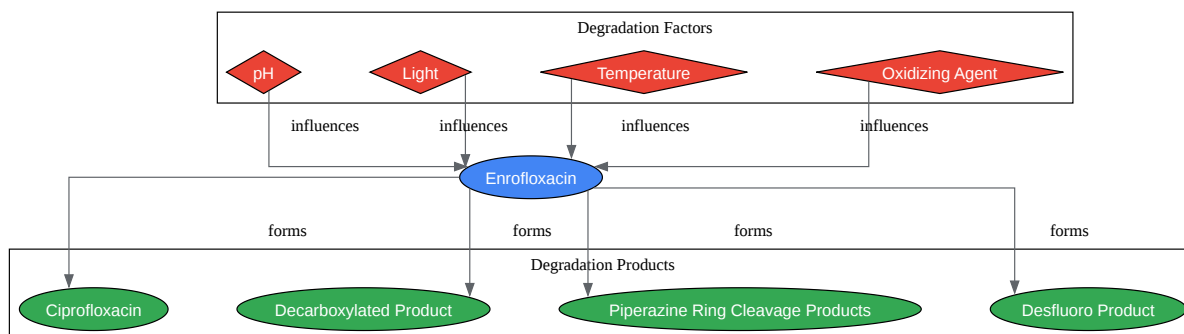 Degradation Factors
pH
Light
Temperature
Oxidizing Agent
influences
influences
influences
influences
Enrofloxacin
forms
forms
forms
forms
Degradation Products
Ciprofloxacin
Decarboxylated Product
Piperazine Ring Cleavage Products
Desfluoro Product